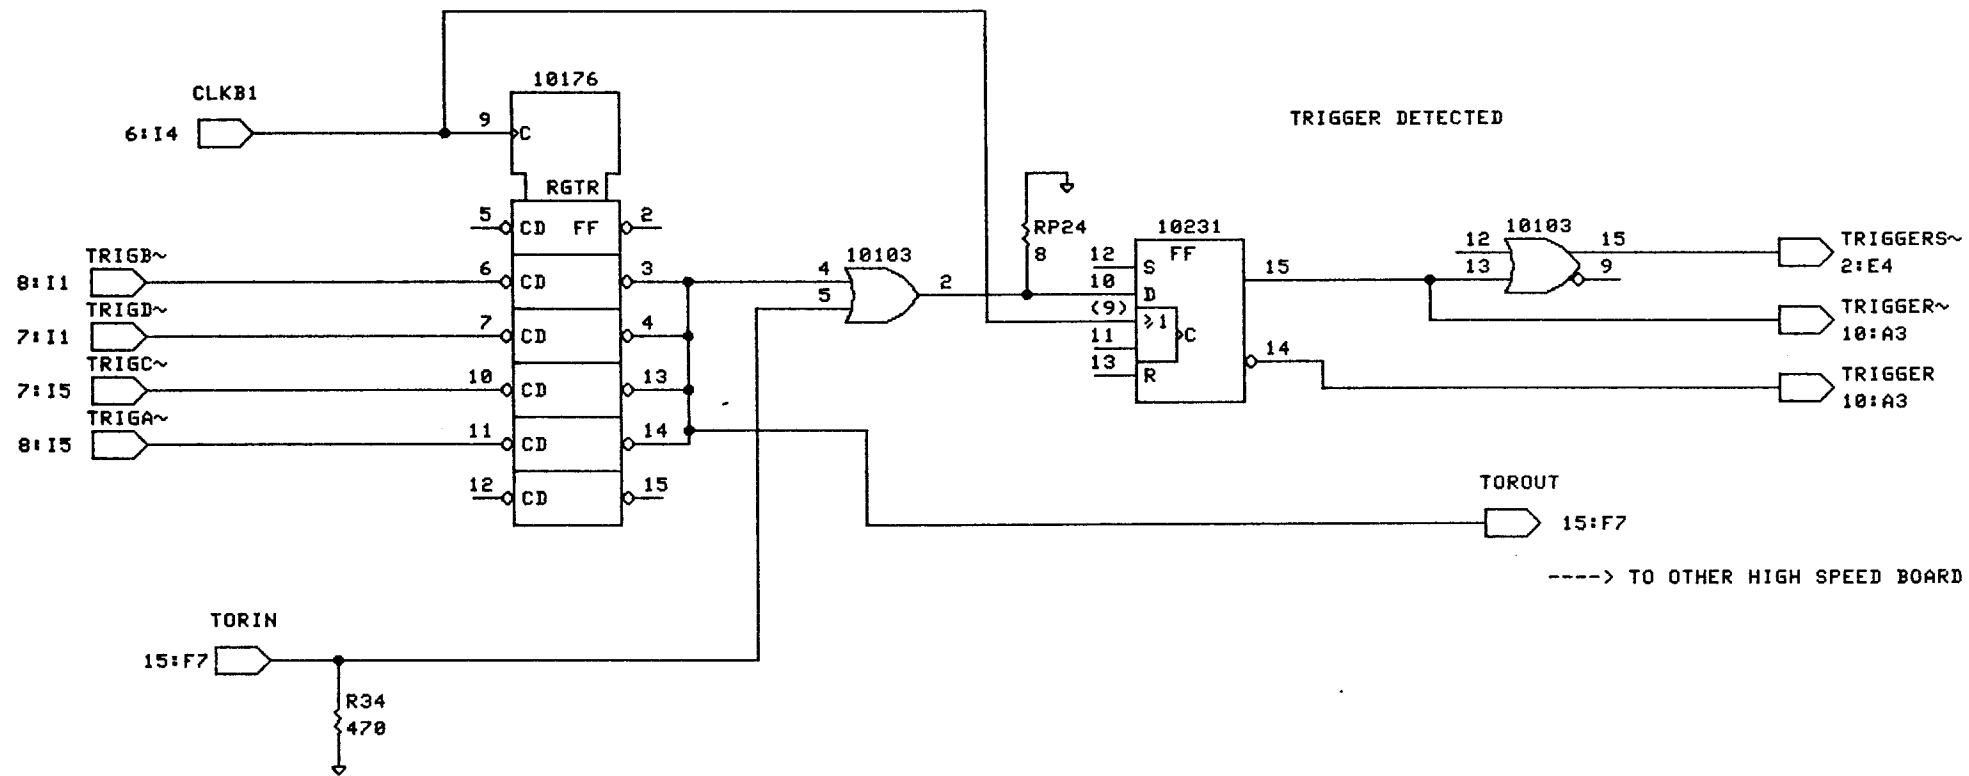 10176
CLKB1
6:I4
9
C
TRIGGER DETECTED
RGTR
5
CD FF
2
TRIGB~
8:I1
6
CD
3
TRIGD~
7:I1
7
CD
4
TRIGC~
7:I5
10
CD
13
TRIGA~
8:I5
11
CD
14
12
CD
15
10103
4
5
2
RP24
8
10231
FF
12
S
10
D
(9)
≥1
11
C
13
R
15
14
10103
12
13
15
9
TRIGGERS~
2:E4
TRIGGER~
10:A3
TRIGGER
10:A3
TOROUT
15:F7
----> TO OTHER HIGH SPEED BOARD
TORIN
15:F7
R34
470